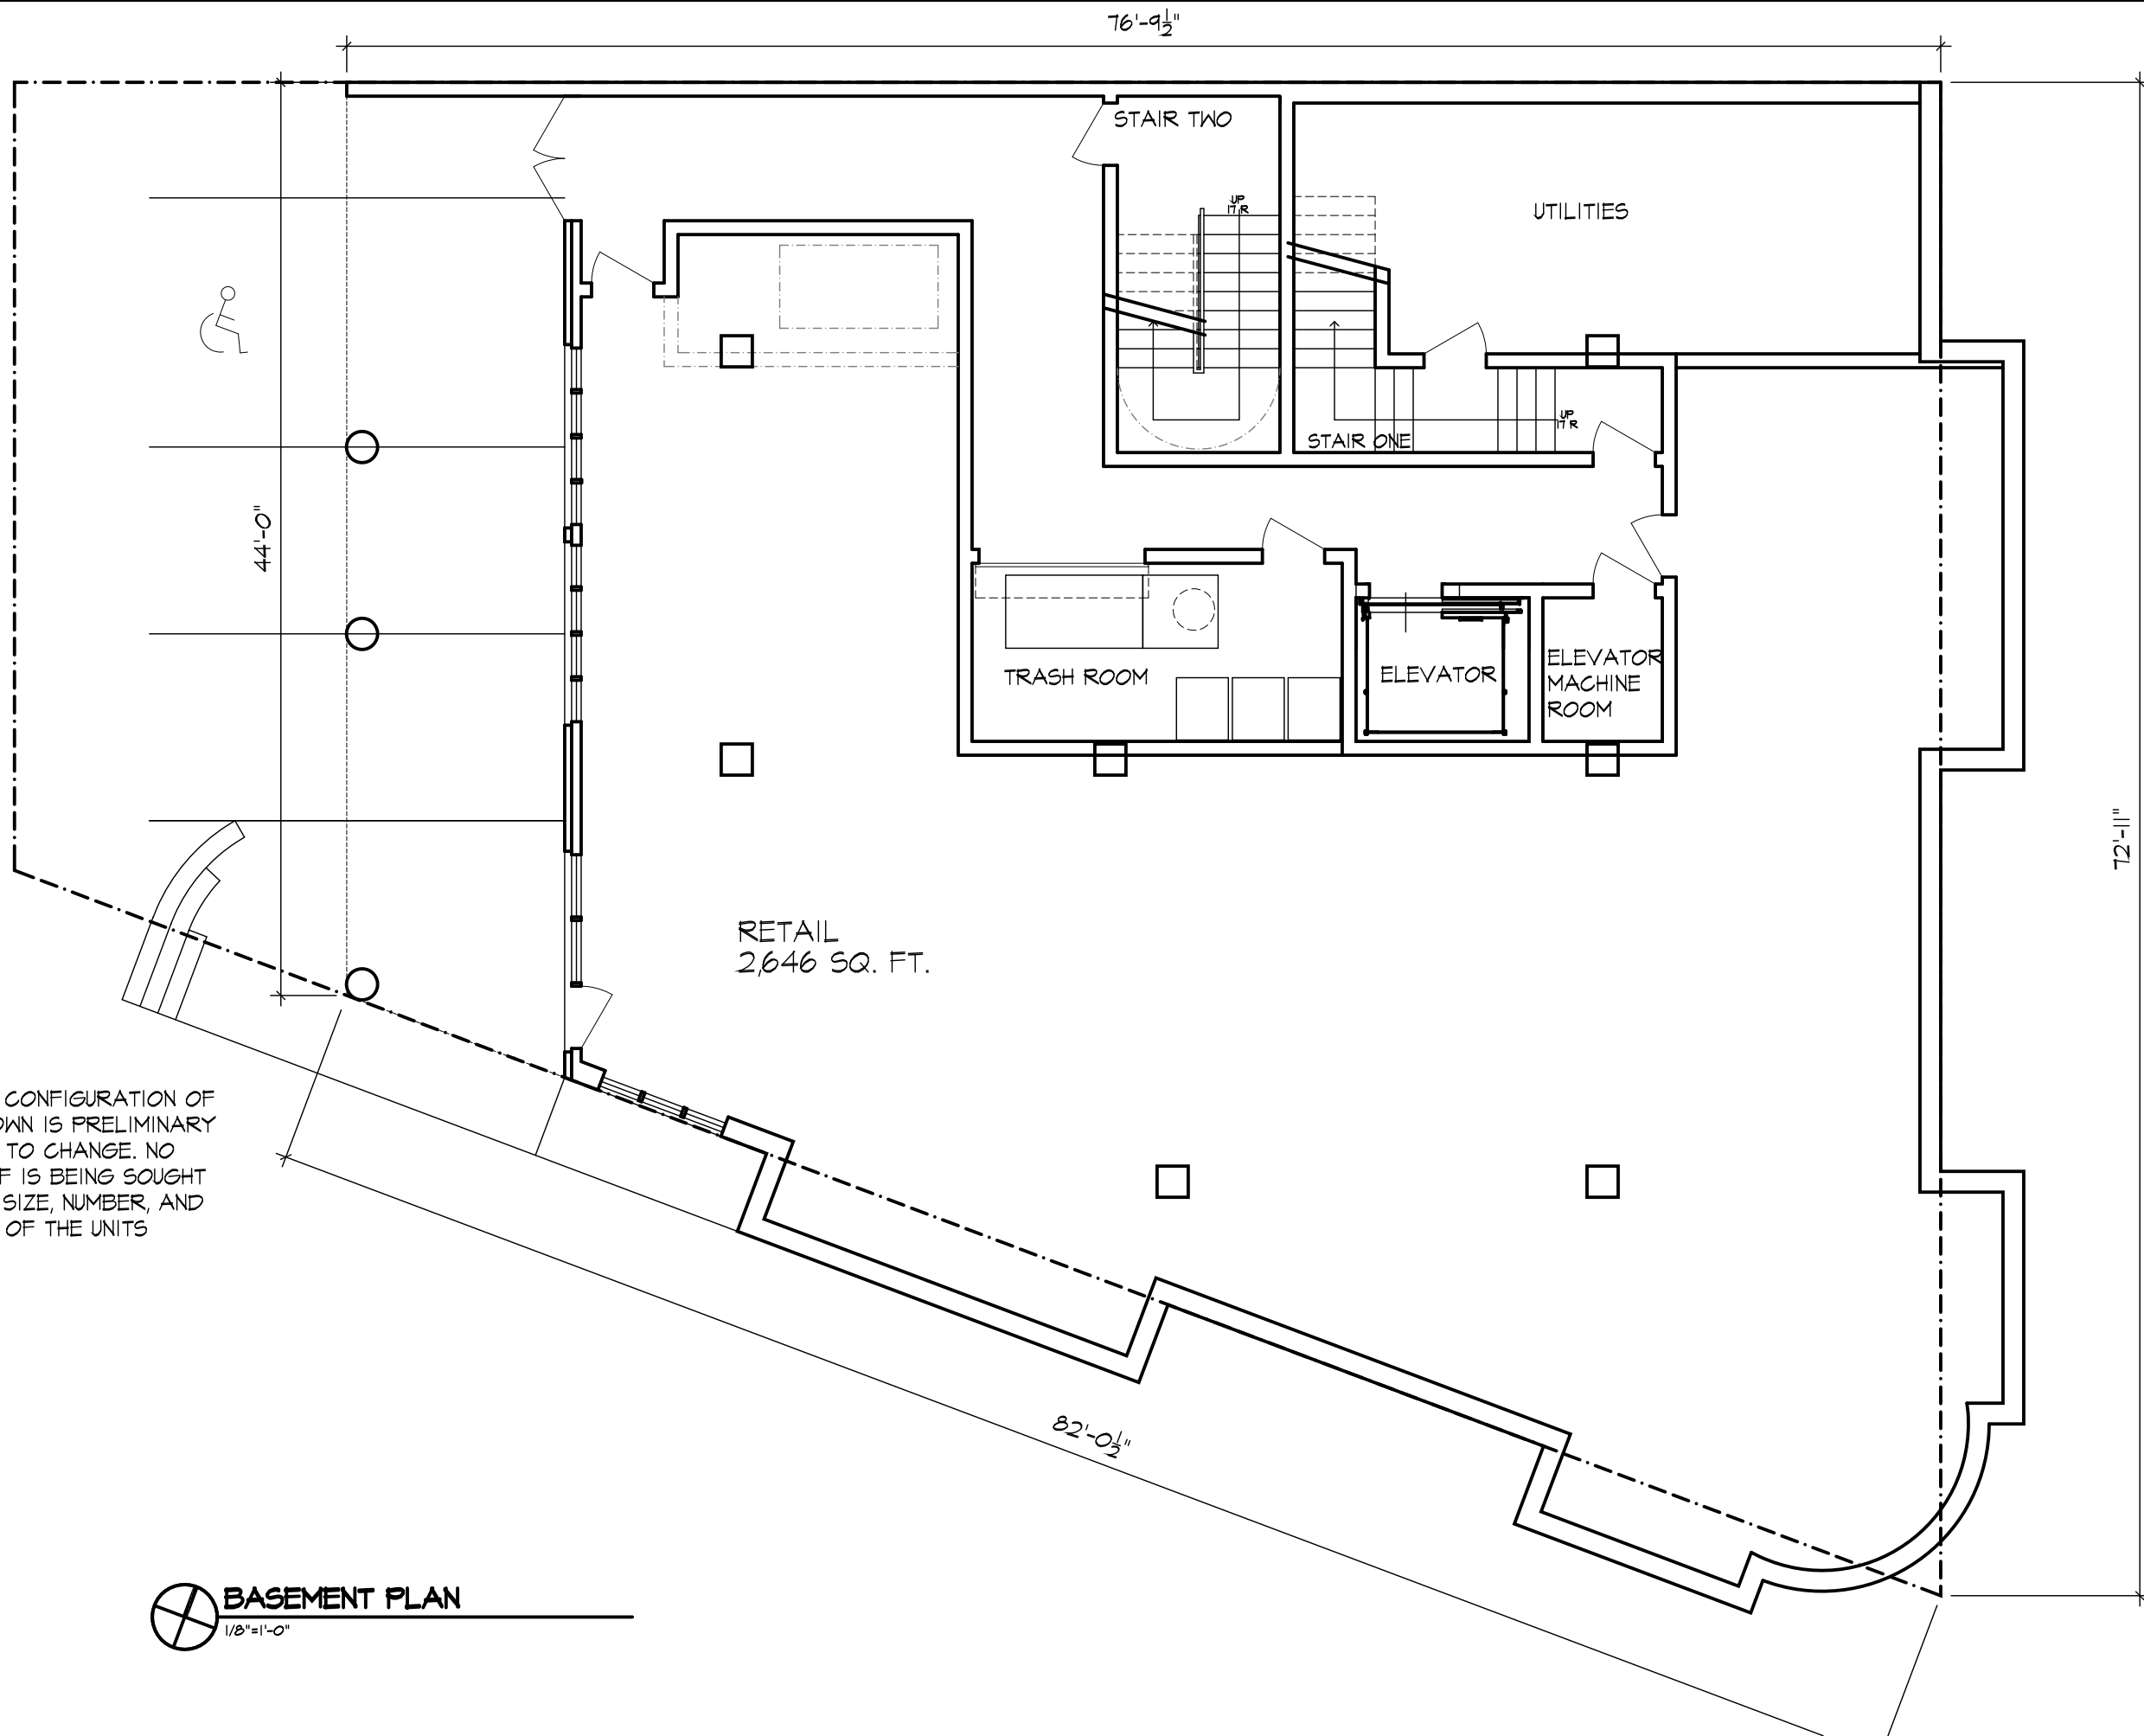 76'-9½"
STAIR TWO
UP
17 R
UTILITIES
UP
17 R
STAIR ONE
44'-0"
TRASH ROOM
ELEVATOR
ELEVATOR
MACHINE
ROOM
72'-11"
RETAIL
2,646 SQ. FT.
CONFIGURATION OF
OWN IS PRELIMINARY
TO CHANGE. NO
F IS BEING SOUGHT
SIZE, NUMBER, AND
OF THE UNITS
82'-0½"
BASEMENT PLAN
1/8"=1'-0"